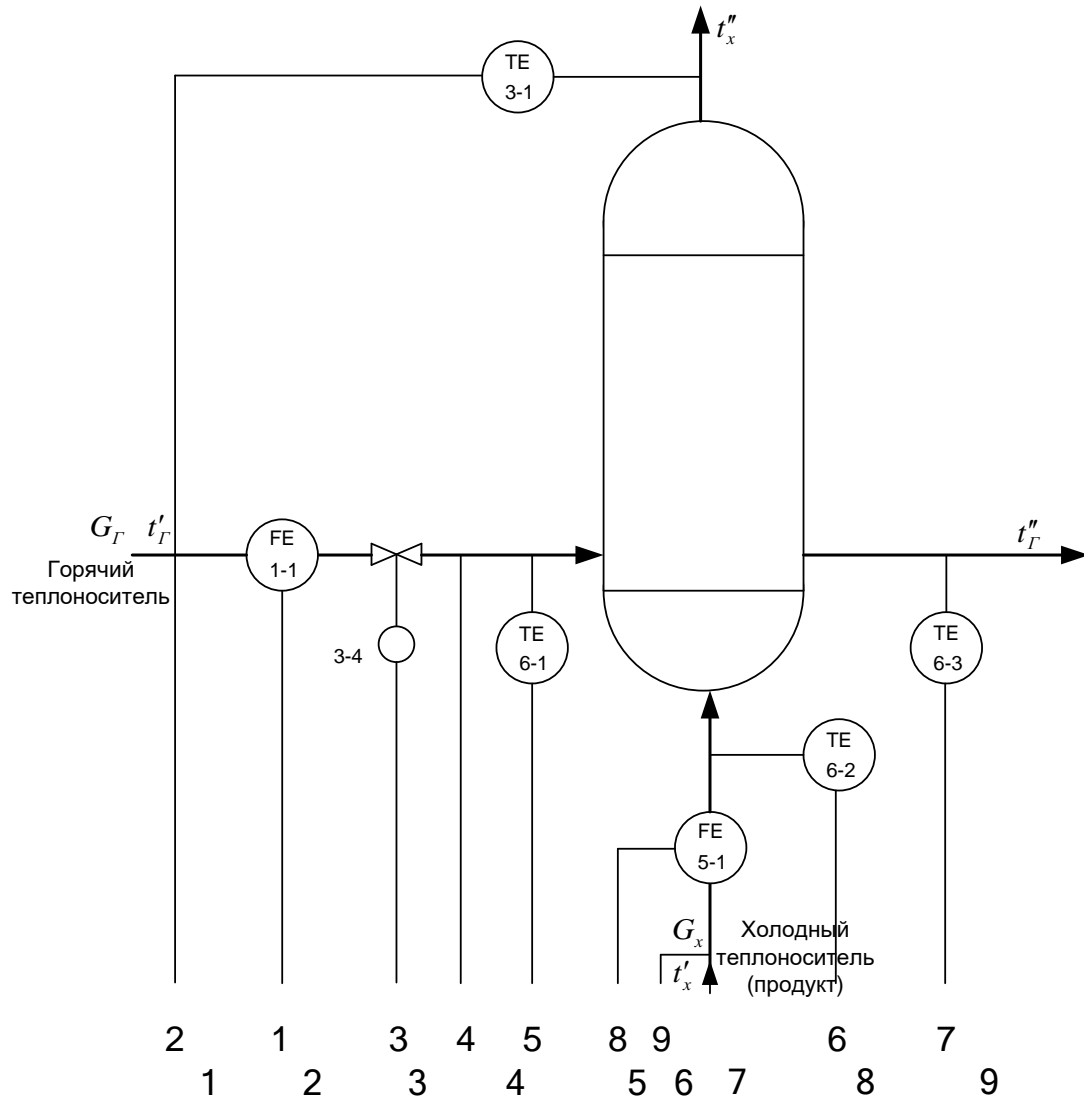 t″x
TE
3-1
GГ t′Г
FE
1-1
Горячий
теплоноситель
t″Г
3-4
TE
6-1
TE
6-3
TE
6-2
FE
5-1
Gx
t′x
Холодный
теплоноситель
(продукт)
2 1 3 4 5 8 9 6 7
1 2 3 4 5 6 7 8 9